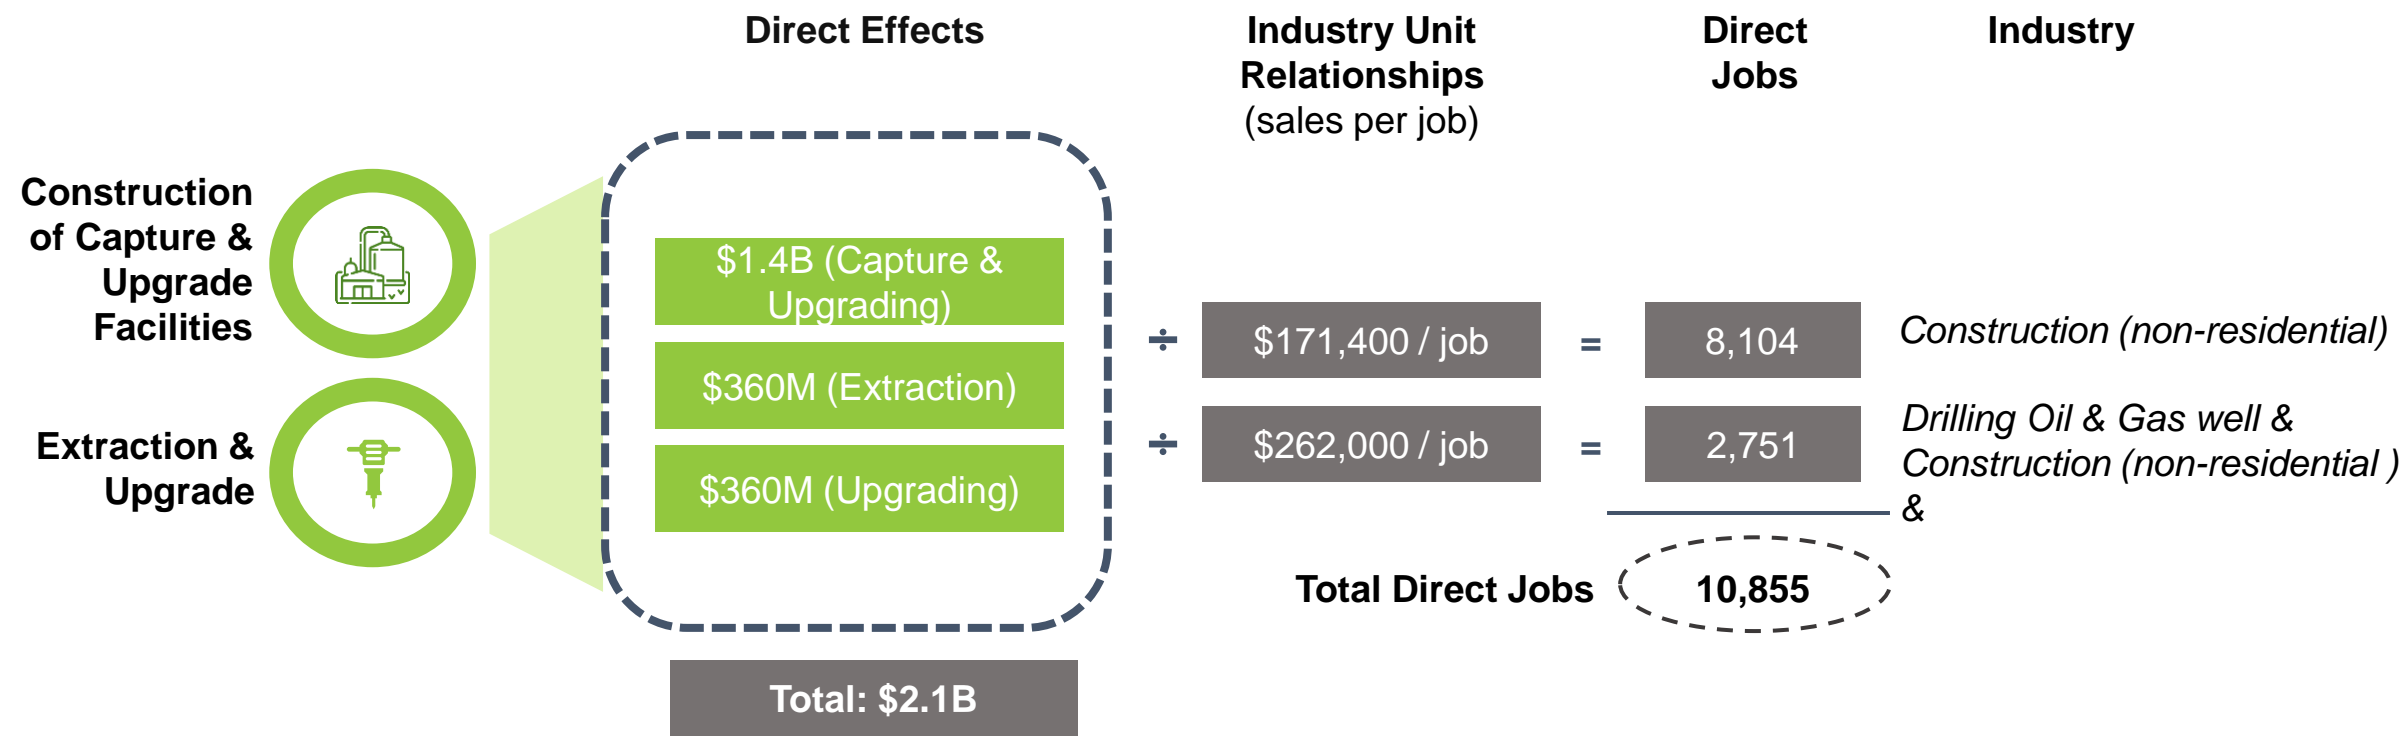 Direct Effects
Industry Unit
Relationships
(sales per job)
Direct
Jobs
Industry
Construction
of Capture &
Upgrade
Facilities
Extraction &
Upgrade
$1.4B (Capture &
Upgrading)
$360M (Extraction)
$360M (Upgrading)
Total: $2.1B
÷ $171,400 / job = 8,104
Construction (non-residential)
÷ $262,000 / job = 2,751
Drilling Oil & Gas well &
Construction (non-residential )
&
Total Direct Jobs 10,855